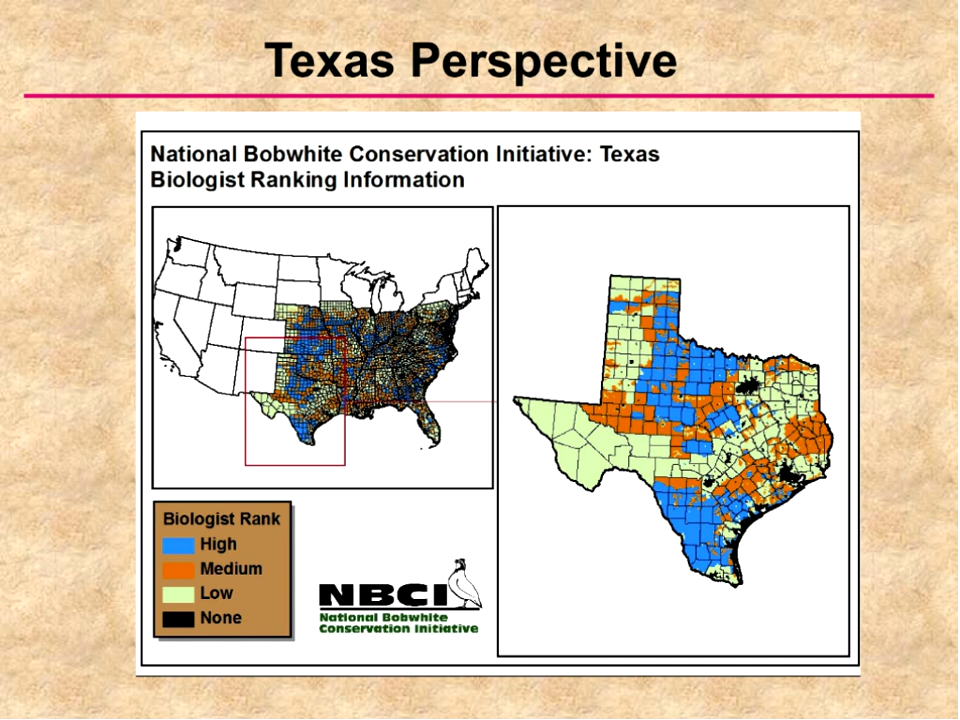 Texas Perspective
National Bobwhite Conservation Initiative: Texas
Biologist Ranking Information
Biologist Rank
High
Medium
Low
None
NBCI
National Bobwhite
Conservation Initiative